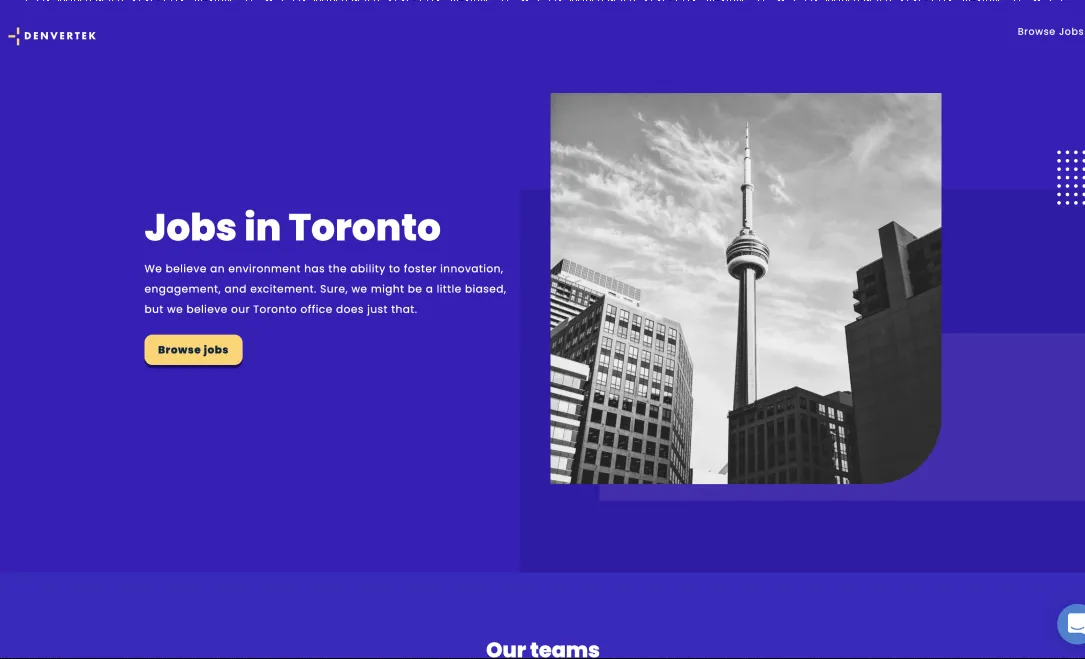 DENVERTEK
Browse Jobs
Jobs in Toronto
We believe an environment has the ability to foster innovation,
engagement, and excitement. Sure, we might be a little biased,
but we believe our Toronto office does just that.
Browse jobs
Our teams